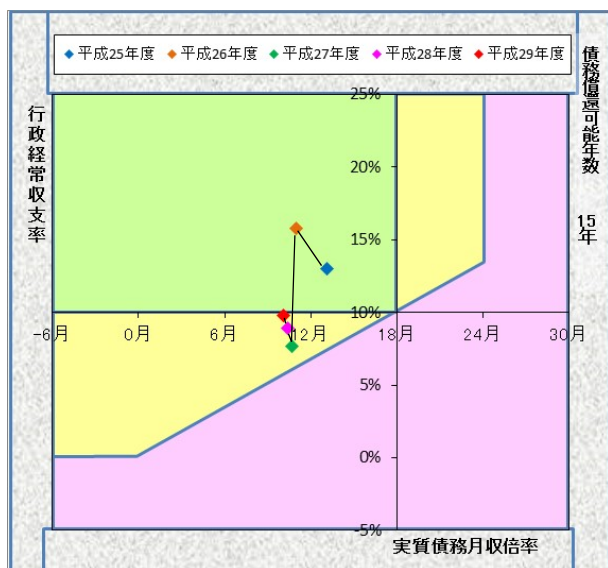 平成25年度 平成26年度 平成27年度 平成28年度 平成29年度
行政経常収支率
債務償還可能年数 15年
25%
20%
15%
10%
-6月 0月 6月 12月 18月 24月 30月
5%
0%
-5%
実質債務月収倍率